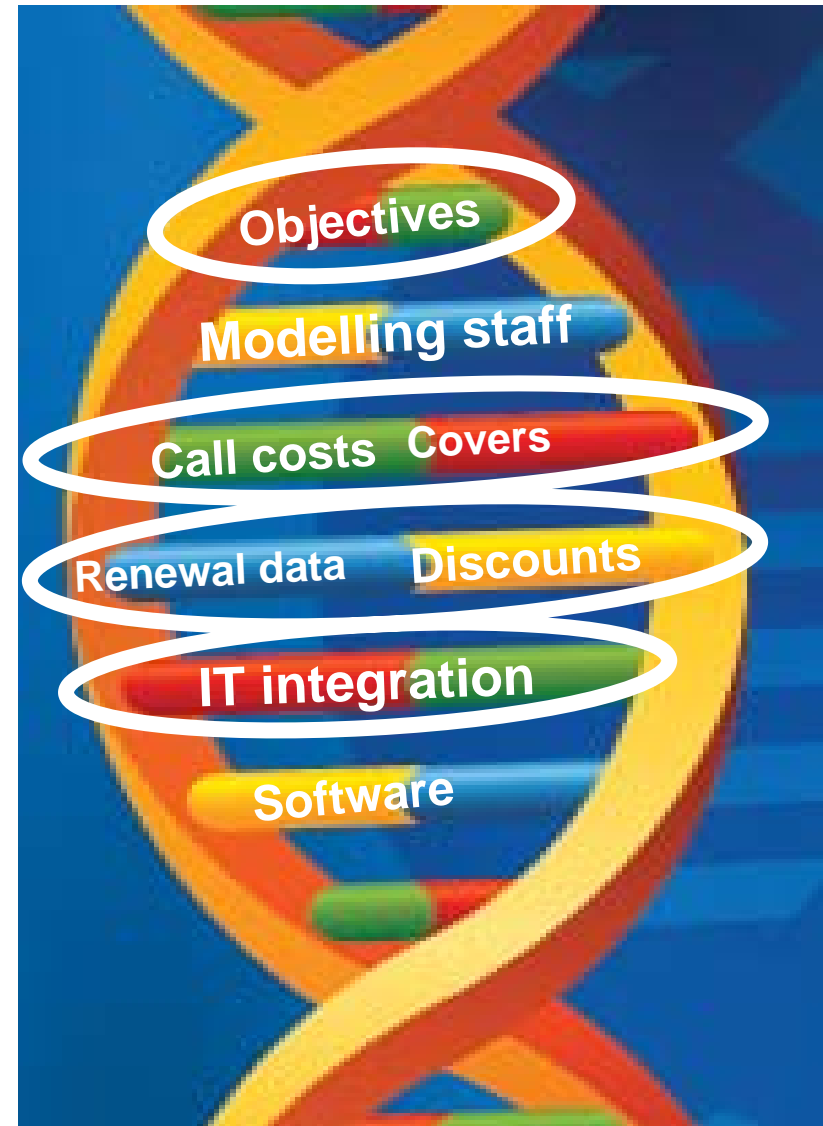 Objectives
Modelling staff
Call costs Covers
Renewal data Discounts
IT integration
Software